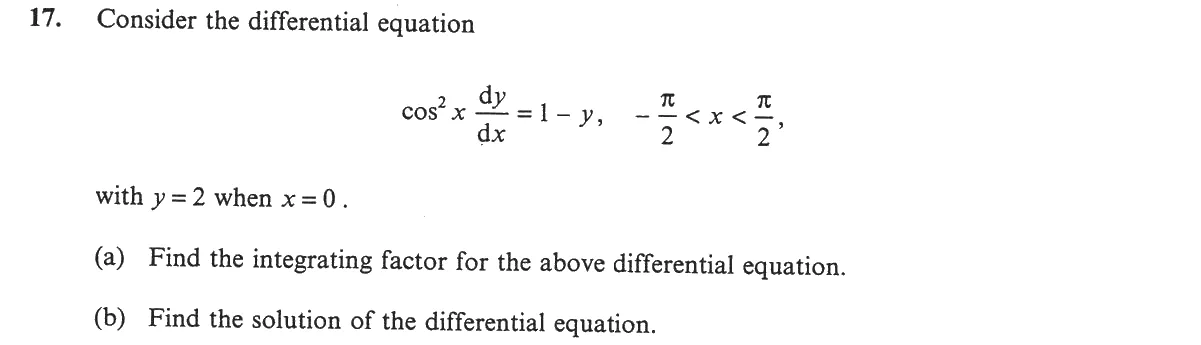 17. Consider the differential equation
cos² x dy/dx = 1 − y, − π/2 < x < π/2,
with y = 2 when x = 0 .
(a) Find the integrating factor for the above differential equation.
(b) Find the solution of the differential equation.